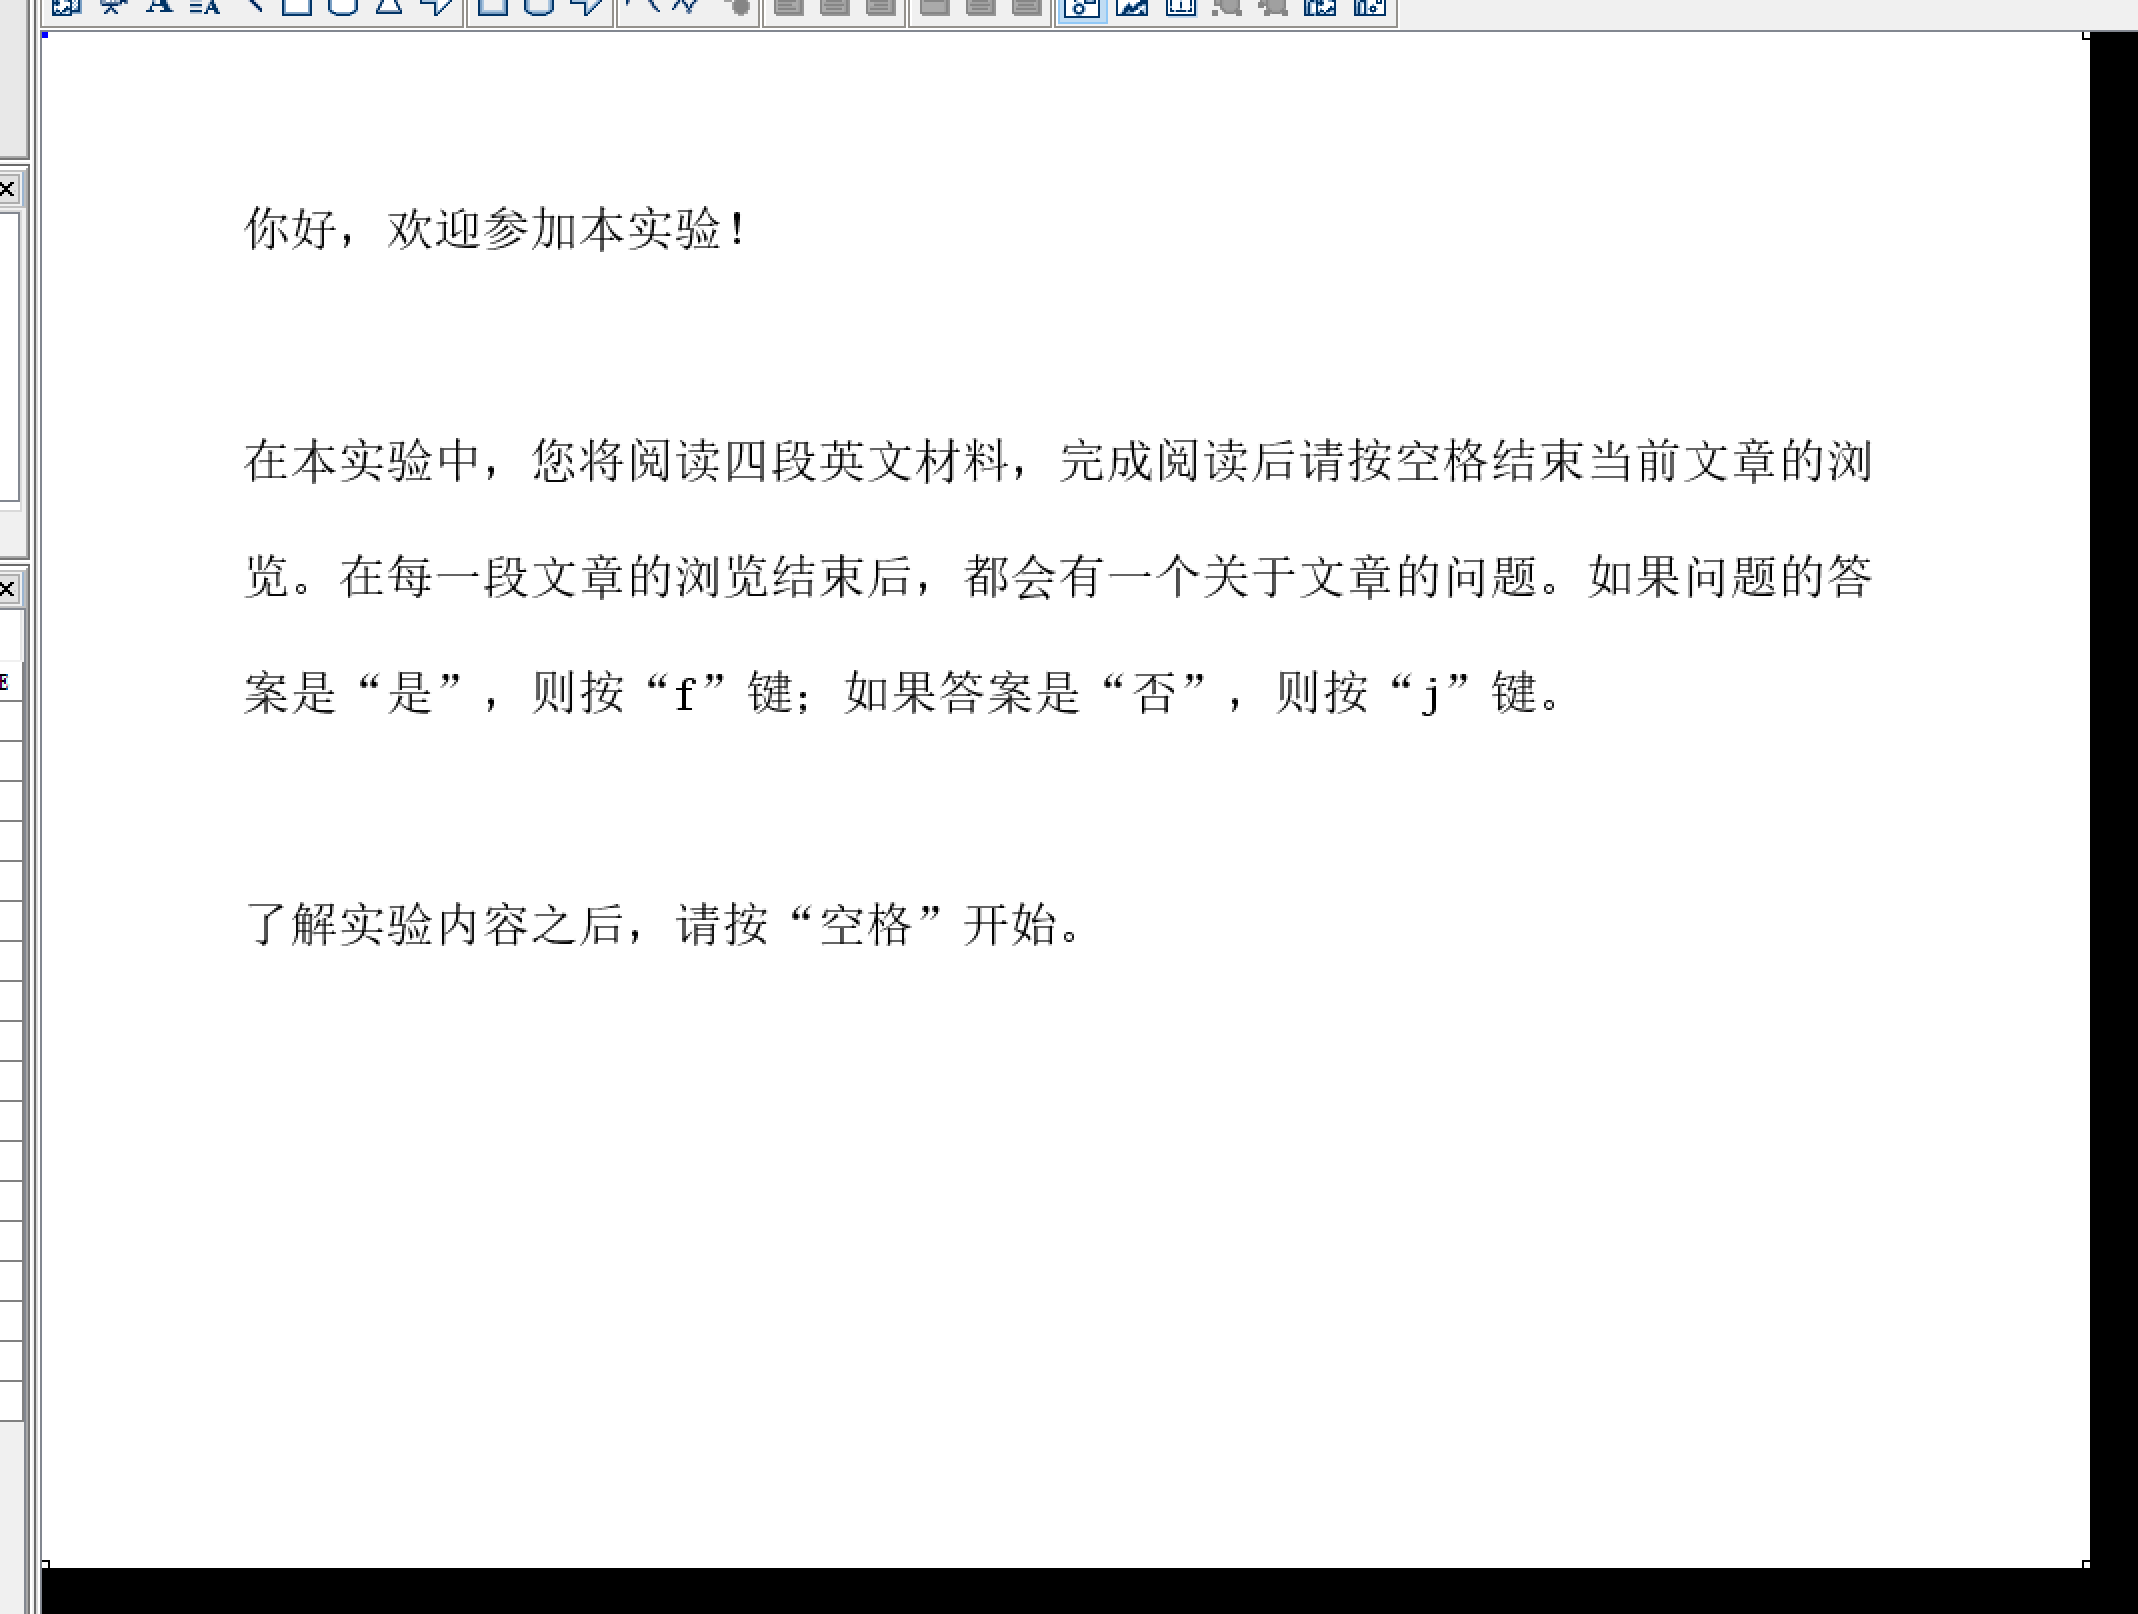 你好，欢迎参加本实验！
在本实验中，您将阅读四段英文材料，完成阅读后请按空格结束当前文章的浏
览。在每一段文章的浏览结束后，都会有一个关于文章的问题。如果问题的答
案是“是”，则按“f”键；如果答案是“否”，则按“j”键。
了解实验内容之后，请按“空格”开始。